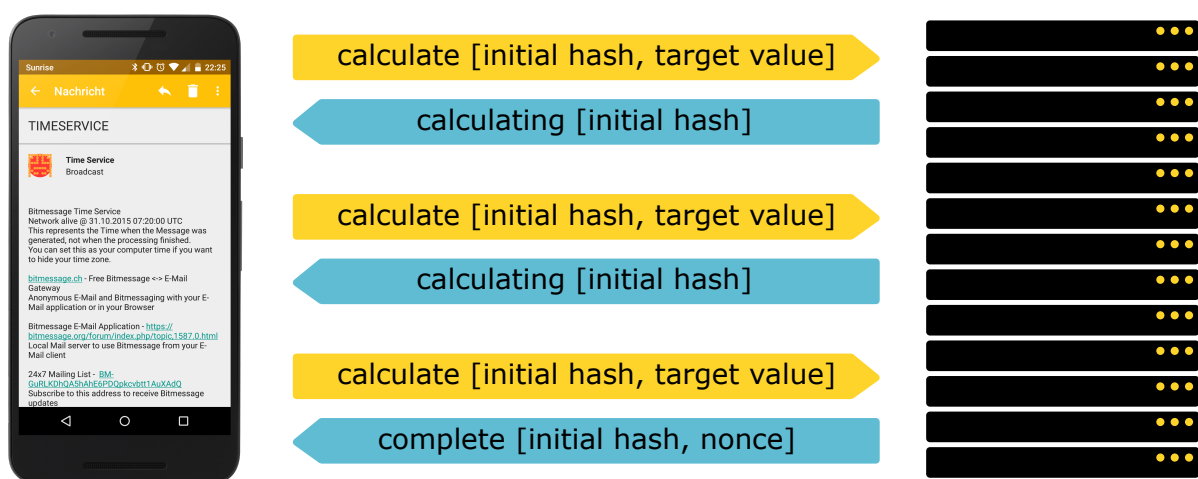 Sunrise 22:25
Nachricht
TIMESERVICE
Time Service
Broadcast
Bitmessage Time Service
Network alive @ 31.10.2015 07:20:00 UTC
This represents the Time when the Message was
generated, not when the processing finished.
You can set this as your computer time if you want
to hide your time zone.
bitmessage.ch - Free Bitmessage <-> E-Mail
Gateway
Anonymous E-Mail and Bitmessaging with your E-
Mail application or in your Browser
Bitmessage E-Mail Application - https://
bitmessage.org/forum/index.php/topic,1587.0.html
Local Mail server to use Bitmessage from your E-
Mail client
24x7 Mailing List - BM-
GuRLKDhQA5hAhE6PDQpkcvbtt1AuXAdQ
Subscribe to this address to receive Bitmessage
updates
calculate [initial hash, target value]
calculating [initial hash]
calculate [initial hash, target value]
calculating [initial hash]
calculate [initial hash, target value]
complete [initial hash, nonce]